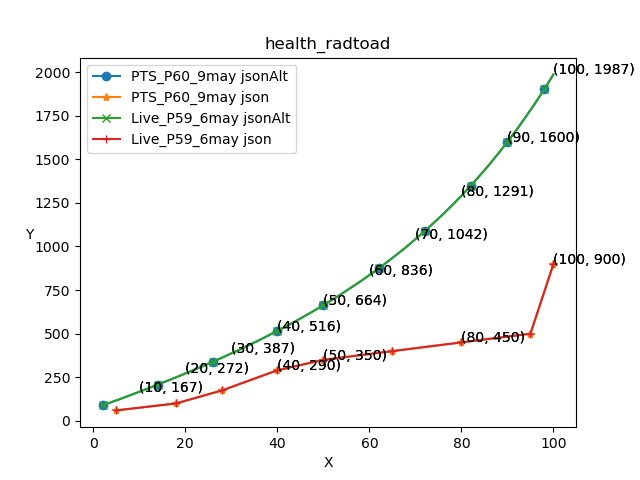 health_radtoad
PTS_P60_9may jsonAlt
PTS_P60_9may json
Live_P59_6may jsonAlt
Live_P59_6may json
Y
2000
1750
1500
1250
1000
750
500
250
0
(100, 1987)
(90, 1600)
(80, 1291)
(70, 1042)
(60, 836)
(50, 664)
(40, 516)
(30, 387)
(20, 272)
(10, 167)
(100, 900)
(80, 450)
(50, 350)
(40, 290)
0 20 40 60 80 100
X